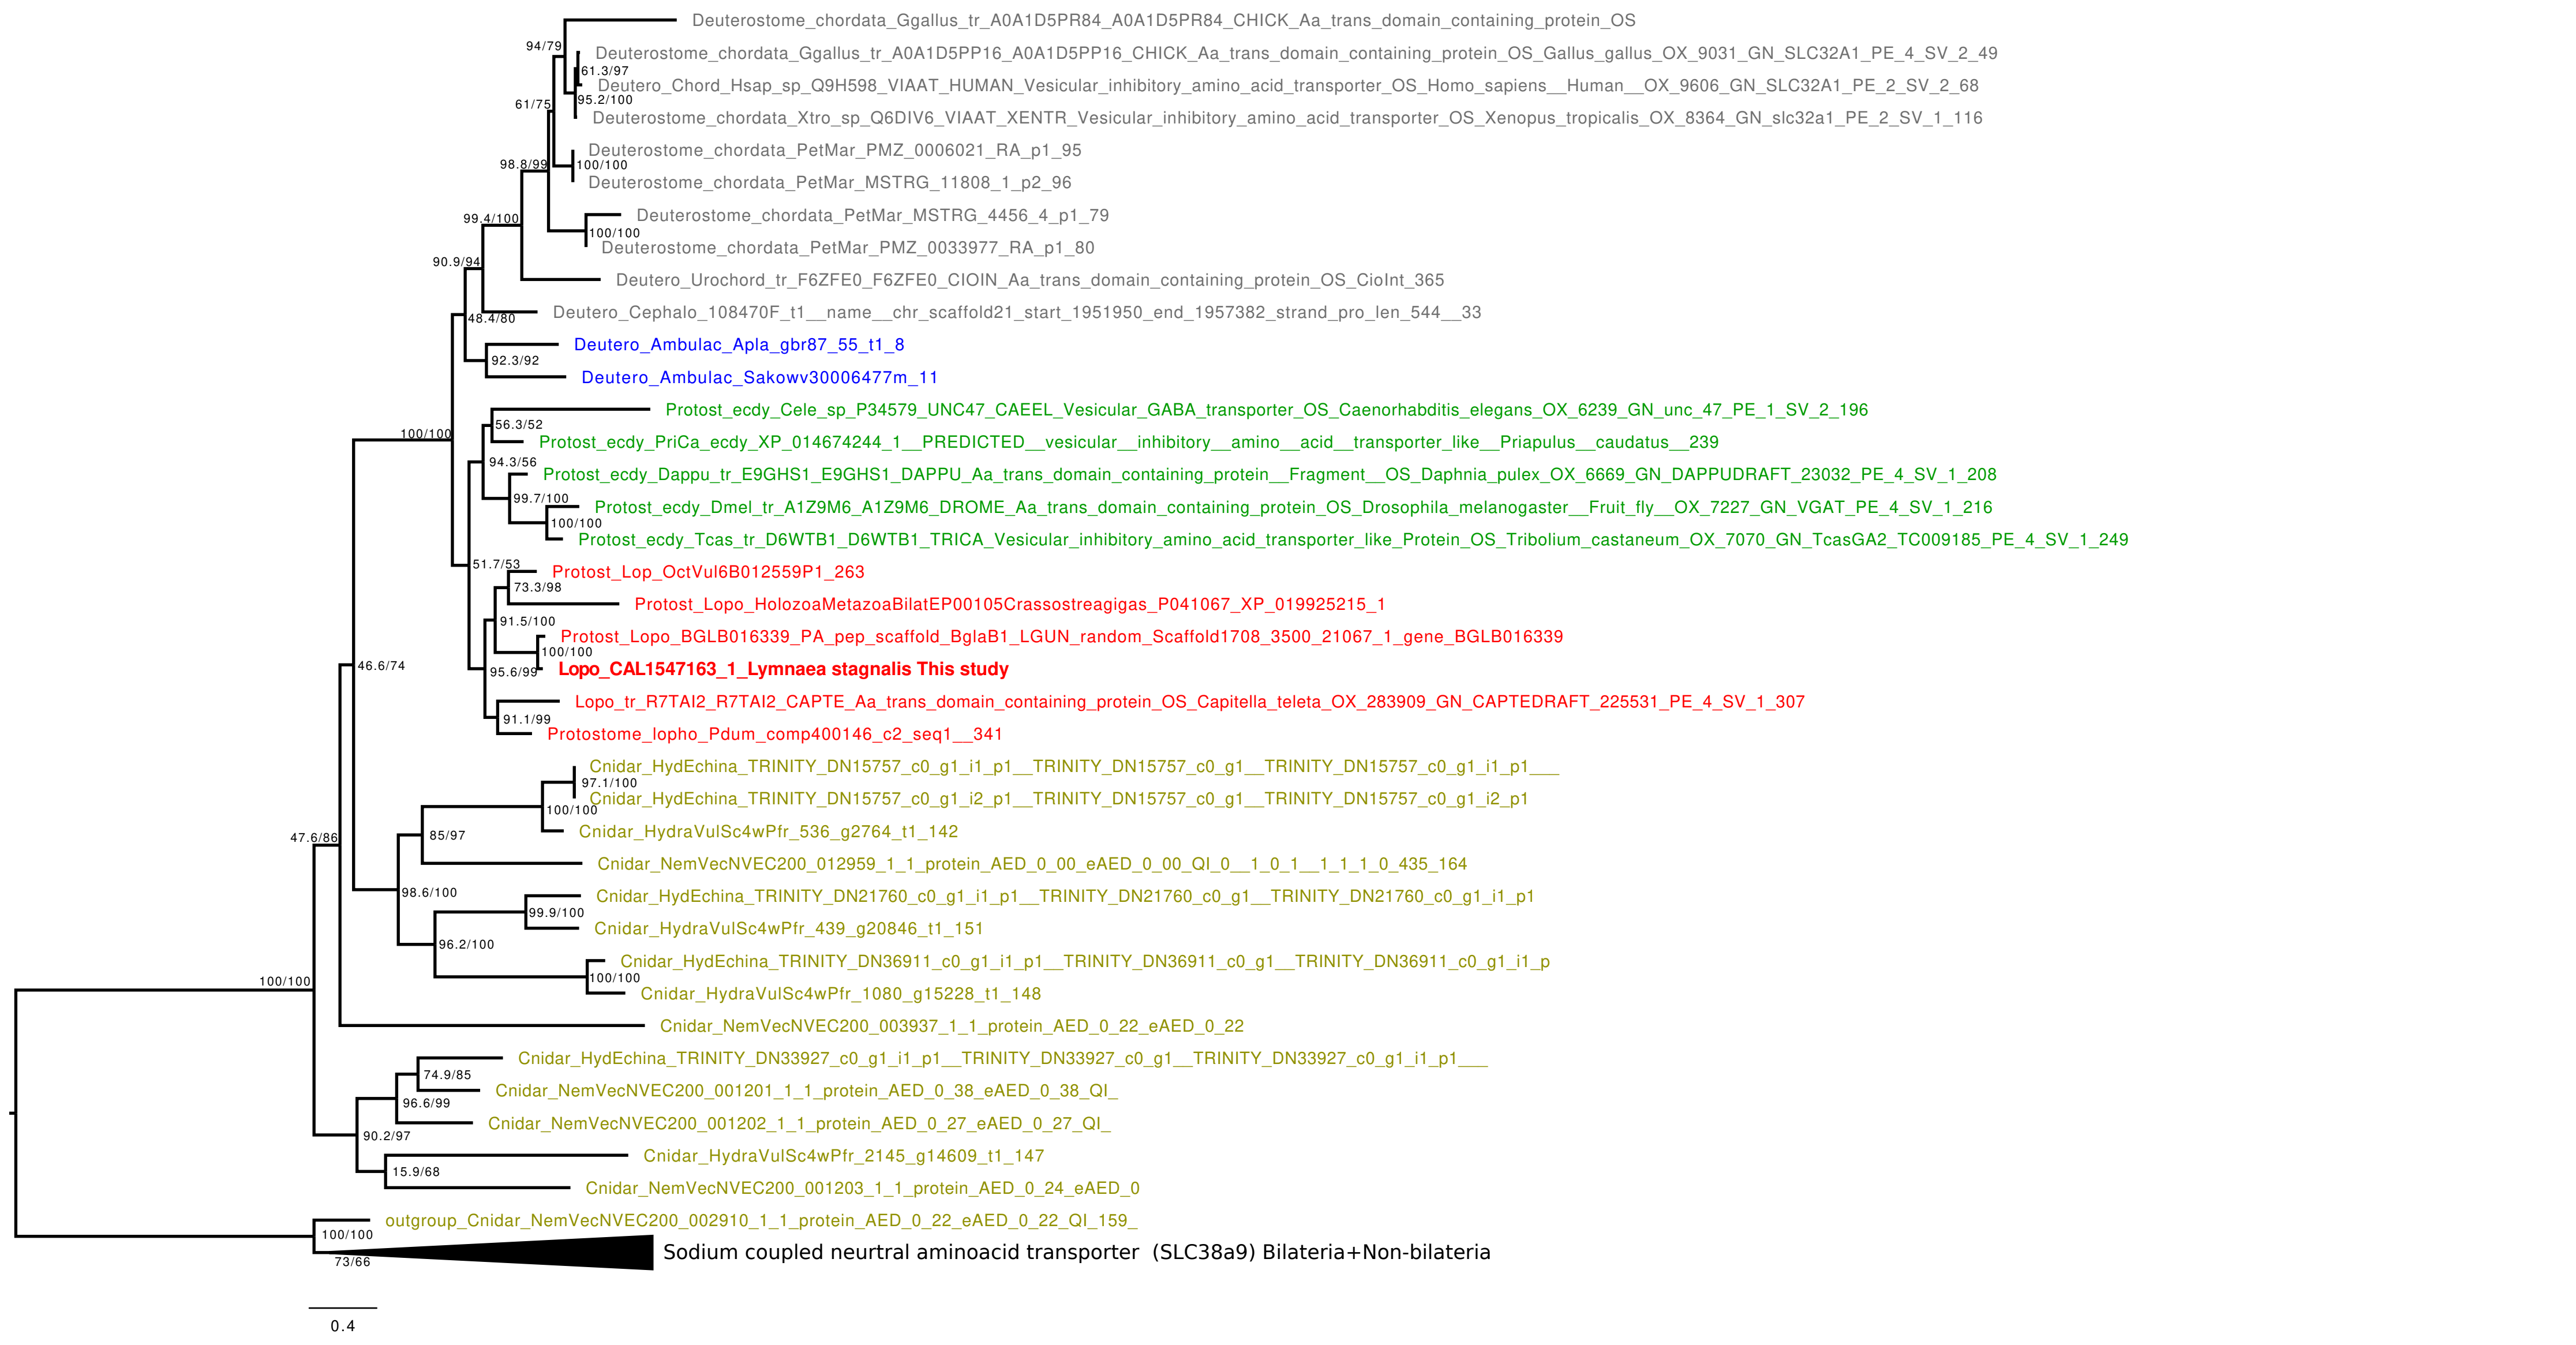 Deuterostome_chordata_Ggallus_tr_A0A1D5PR84_A0A1D5PR84_CHICK_Aa_trans_domain_containing_protein_OS
94/79
Deuterostome_chordata_Ggallus_tr_A0A1D5PP16_A0A1D5PP16_CHICK_Aa_trans_domain_containing_protein_OS_Gallus_gallus_OX_9031_GN_SLC32A1_PE_4_SV_2_49
61.3/97
Deutero_Chord_Hsap_sp_Q9H598_VIAAT_HUMAN_Vesicular_inhibitory_amino_acid_transporter_OS_Homo_sapiens__Human__OX_9606_GN_SLC32A1_PE_2_SV_2_68
95.2/100
61/75
Deuterostome_chordata_Xtro_sp_Q6DIV6_VIAAT_XENTR_Vesicular_inhibitory_amino_acid_transporter_OS_Xenopus_tropicalis_OX_8364_GN_slc32a1_PE_2_SV_1_116
Deuterostome_chordata_PetMar_PMZ_0006021_RA_p1_95
98.8/99
100/100
Deuterostome_chordata_PetMar_MSTRG_11808_1_p2_96
Deuterostome_chordata_PetMar_MSTRG_4456_4_p1_79
99.4/100
100/100
Deuterostome_chordata_PetMar_PMZ_0033977_RA_p1_80
90.9/94
Deutero_Urochord_tr_F6ZFE0_F6ZFE0_CIOIN_Aa_trans_domain_containing_protein_OS_CioInt_365
Deutero_Cephalo_108470F_t1__name__chr_scaffold21_start_1951950_end_1957382_strand_pro_len_544__33
48.4/80
Deutero_Ambulac_Apla_gbr87_55_t1_8
92.3/92
Deutero_Ambulac_Sakowv30006477m_11
Protost_ecdy_Cele_sp_P34579_UNC47_CAEEL_Vesicular_GABA_transporter_OS_Caenorhabditis_elegans_OX_6239_GN_unc_47_PE_1_SV_2_196
56.3/52
100/100
Protost_ecdy_PriCa_ecdy_XP_014674244_1__PREDICTED__vesicular__inhibitory__amino__acid__transporter_like__Priapulus__caudatus__239
94.3/56
Protost_ecdy_Dappu_tr_E9GHS1_E9GHS1_DAPPU_Aa_trans_domain_containing_protein__Fragment__OS_Daphnia_pulex_OX_6669_GN_DAPPUDRAFT_23032_PE_4_SV_1_208
99.7/100
Protost_ecdy_Dmel_tr_A1Z9M6_A1Z9M6_DROME_Aa_trans_domain_containing_protein_OS_Drosophila_melanogaster__Fruit_fly__OX_7227_GN_VGAT_PE_4_SV_1_216
100/100
Protost_ecdy_Tcas_tr_D6WTB1_D6WTB1_TRICA_Vesicular_inhibitory_amino_acid_transporter_like_Protein_OS_Tribolium_castaneum_OX_7070_GN_TcasGA2_TC009185_PE_4_SV_1_249
51.7/53
Protost_Lop_OctVul6B012559P1_263
73.3/98
Protost_Lopo_HolozoaMetazoaBilatEP00105Crassostreagigas_P041067_XP_019925215_1
91.5/100
Protost_Lopo_BGLB016339_PA_pep_scaffold_BglaB1_LGUN_random_Scaffold1708_3500_21067_1_gene_BGLB016339
100/100
46.6/74
Lopo_CAL1547163_1_Lymnaea stagnalis This study
95.6/99
Lopo_tr_R7TAI2_R7TAI2_CAPTE_Aa_trans_domain_containing_protein_OS_Capitella_teleta_OX_283909_GN_CAPTEDRAFT_225531_PE_4_SV_1_307
91.1/99
Protostome_lopho_Pdum_comp400146_c2_seq1__341
Cnidar_HydEchina_TRINITY_DN15757_c0_g1_i1_p1__TRINITY_DN15757_c0_g1__TRINITY_DN15757_c0_g1_i1_p1___
97.1/100
Cnidar_HydEchina_TRINITY_DN15757_c0_g1_i2_p1__TRINITY_DN15757_c0_g1__TRINITY_DN15757_c0_g1_i2_p1
100/100
Cnidar_HydraVulSc4wPfr_536_g2764_t1_142
47.6/86
85/97
Cnidar_NemVecNVEC200_012959_1_1_protein_AED_0_00_eAED_0_00_QI_0__1_0_1__1_1_1_0_435_164
98.6/100
Cnidar_HydEchina_TRINITY_DN21760_c0_g1_i1_p1__TRINITY_DN21760_c0_g1__TRINITY_DN21760_c0_g1_i1_p1
99.9/100
Cnidar_HydraVulSc4wPfr_439_g20846_t1_151
96.2/100
Cnidar_HydEchina_TRINITY_DN36911_c0_g1_i1_p1__TRINITY_DN36911_c0_g1__TRINITY_DN36911_c0_g1_i1_p
100/100
100/100
Cnidar_HydraVulSc4wPfr_1080_g15228_t1_148
Cnidar_NemVecNVEC200_003937_1_1_protein_AED_0_22_eAED_0_22
Cnidar_HydEchina_TRINITY_DN33927_c0_g1_i1_p1__TRINITY_DN33927_c0_g1__TRINITY_DN33927_c0_g1_i1_p1___
74.9/85
Cnidar_NemVecNVEC200_001201_1_1_protein_AED_0_38_eAED_0_38_QI_
96.6/99
Cnidar_NemVecNVEC200_001202_1_1_protein_AED_0_27_eAED_0_27_QI_
90.2/97
Cnidar_HydraVulSc4wPfr_2145_g14609_t1_147
15.9/68
Cnidar_NemVecNVEC200_001203_1_1_protein_AED_0_24_eAED_0
outgroup_Cnidar_NemVecNVEC200_002910_1_1_protein_AED_0_22_eAED_0_22_QI_159_
100/100
Sodium coupled neurtral aminoacid transporter (SLC38a9) Bilateria+Non-bilateria
73/66
0.4